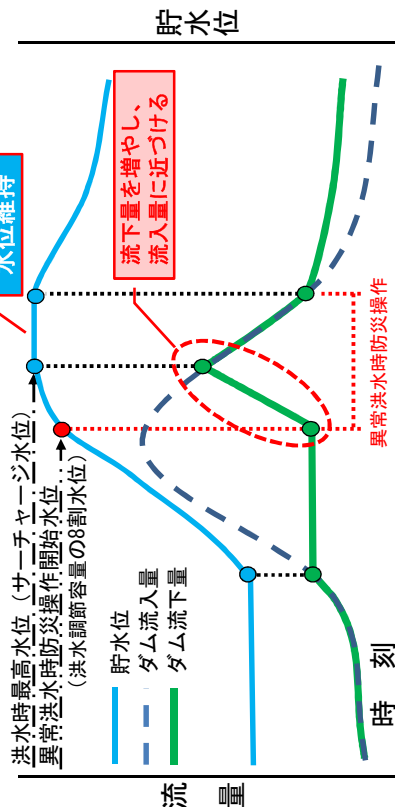 水位維持
洪水時最高水位（サーチャージ水位）
異常洪水時防災操作開始水位
（洪水調節容量の8割水位）
流下量を増やし、
流入量に近づける
貯水位
ダム流入量
ダム流下量
異常洪水時防災操作
流量
貯水位
時刻